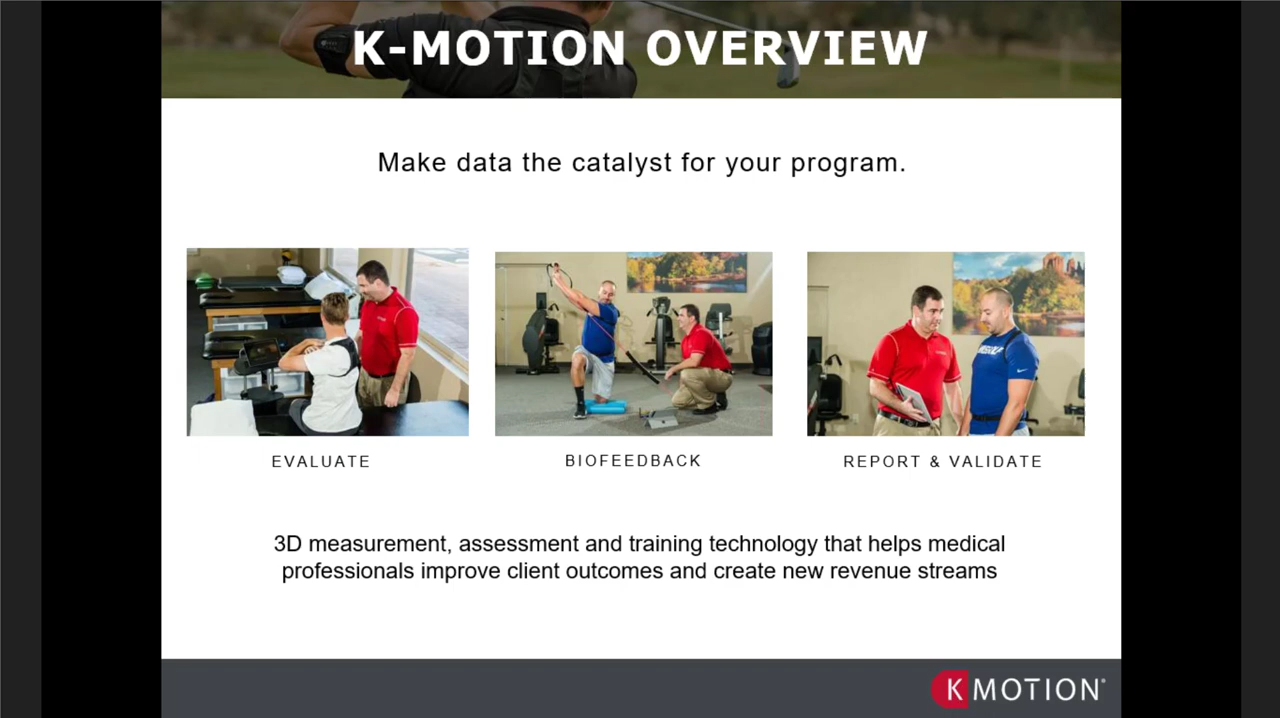 K-MOTION OVERVIEW
Make data the catalyst for your program.
EVALUATE
BIOFEEDBACK
REPORT & VALIDATE
3D measurement, assessment and training technology that helps medical
professionals improve client outcomes and create new revenue streams
K MOTION